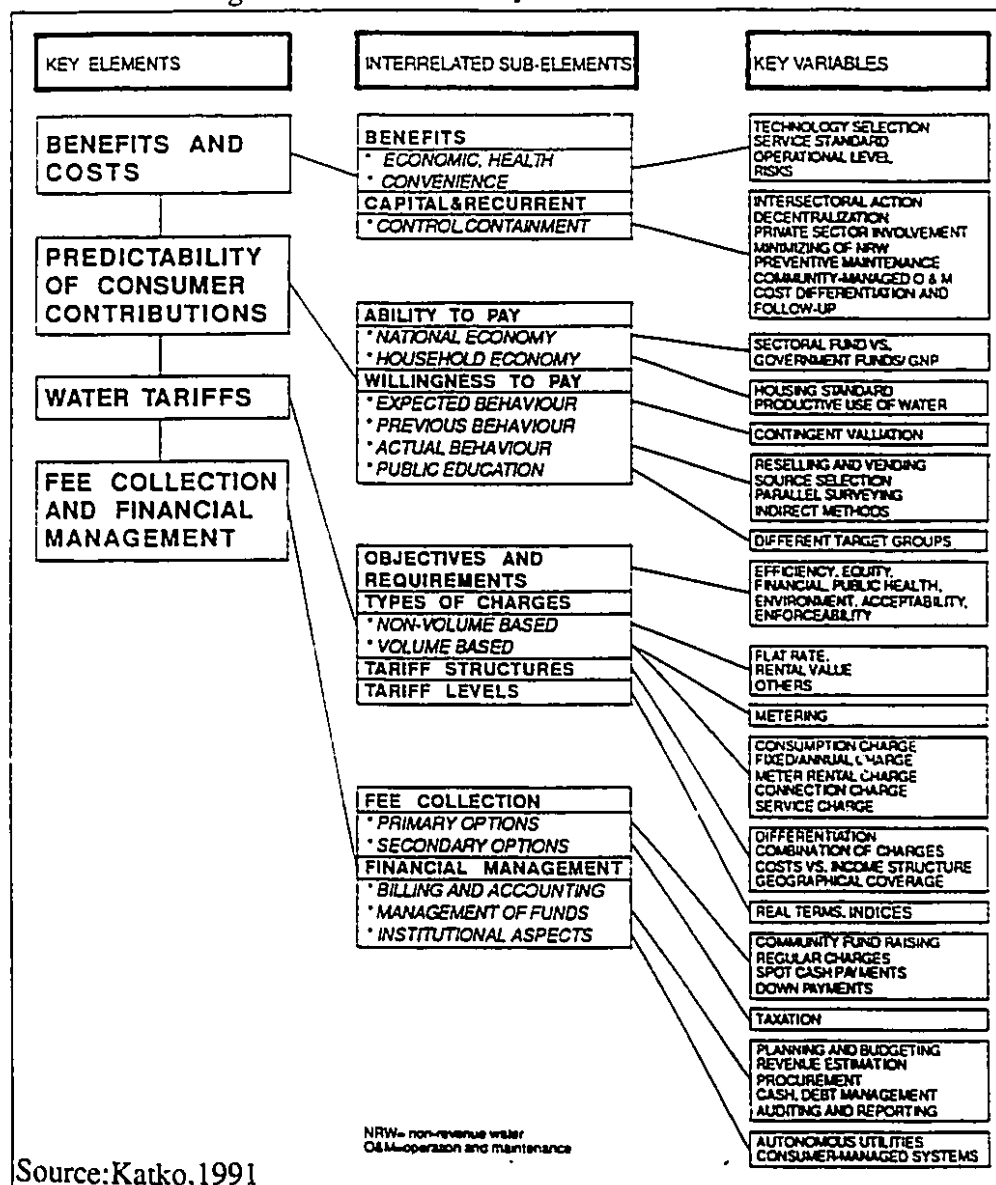 KEY ELEMENTS
INTERRELATED SUB-ELEMENTS
KEY VARIABLES
BENEFITS AND
COSTS
PREDICTABILITY
OF CONSUMER
CONTRIBUTIONS
WATER TARIFFS
FEE COLLECTION
AND FINANCIAL
MANAGEMENT
BENEFITS
* ECONOMIC, HEALTH
* CONVENIENCE
CAPITAL&RECURRENT
* CONTROL, CONTAINMENT
ABILITY TO PAY
* NATIONAL ECONOMY
* HOUSEHOLD ECONOMY
WILLINGNESS TO PAY
* EXPECTED BEHAVIOUR
* PREVIOUS BEHAVIOUR
* ACTUAL BEHAVIOUR
* PUBLIC EDUCATION
OBJECTIVES AND
REQUIREMENTS
TYPES OF CHARGES
* NON-VOLUME BASED
* VOLUME BASED
TARIFF STRUCTURES
TARIFF LEVELS
FEE COLLECTION
* PRIMARY OPTIONS
* SECONDARY OPTIONS
FINANCIAL MANAGEMENT
* BILLING AND ACCOUNTING
* MANAGEMENT OF FUNDS
* INSTITUTIONAL ASPECTS
TECHNOLOGY SELECTION
SERVICE STANDARD
OPERATIONAL LEVEL
RISKS
INTERSECTORAL ACTION
DECENTRALIZATION
PRIVATE SECTOR INVOLVEMENT
MINIMIZING OF NRW
PREVENTIVE MAINTENANCE
COMMUNITY-MANAGED O & M
COST DIFFERENTIATION AND
FOLLOW-UP
SECTORAL FUND VS.
GOVERNMENT FUNDS/ GNP
HOUSING STANDARD
PRODUCTIVE USE OF WATER
CONTINGENT VALUATION
RESELLING AND VENDING
SOURCE SELECTION
PARALLEL SURVEYING
INDIRECT METHODS
DIFFERENT TARGET GROUPS
EFFICIENCY, EQUITY,
FINANCIAL, PUBLIC HEALTH,
ENVIRONMENT, ACCEPTABILITY,
ENFORCEABILITY
FLAT RATE,
RENTAL VALUE
OTHERS
METERING
CONSUMPTION CHARGE
FIXED/ANNUAL CHARGE
METER RENTAL CHARGE
CONNECTION CHARGE
SERVICE CHARGE
DIFFERENTIATION
COMBINATION OF CHARGES
COSTS VS. INCOME STRUCTURE
GEOGRAPHICAL COVERAGE
REAL TERMS, INDICES
COMMUNITY FUND RAISING
REGULAR CHARGES
SPOT CASH PAYMENTS
DOWN PAYMENTS
TAXATION
PLANNING AND BUDGETING
REVENUE ESTIMATION
PROCUREMENT
CASH, DEBT MANAGEMENT
AUDITING AND REPORTING
AUTONOMOUS UTILITIES
CONSUMER-MANAGED SYSTEMS
NRW= non-revenue water
O&M=operation and maintenance
Source:Katko,1991